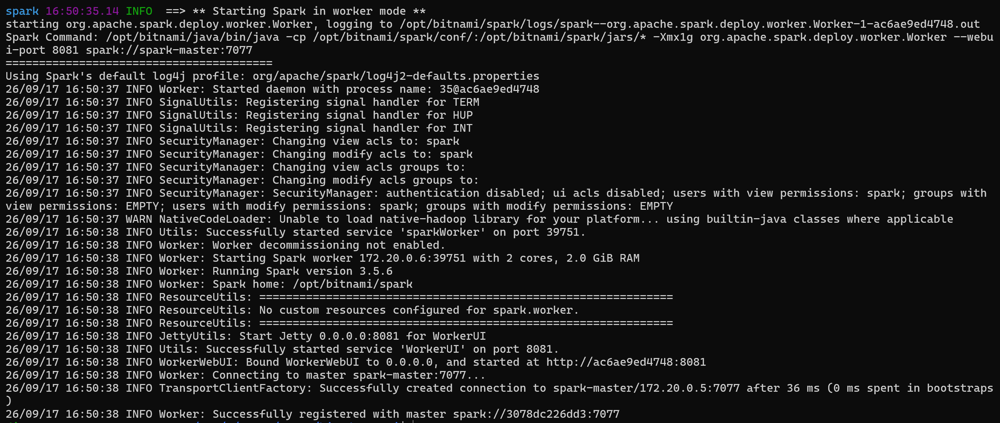 spark 16:50:35.14 INFO  ==> ** Starting Spark in worker mode **
starting org.apache.spark.deploy.worker.Worker, logging to /opt/bitnami/spark/logs/spark--org.apache.spark.deploy.worker.Worker-1-ac6ae9ed4748.out
Spark Command: /opt/bitnami/java/bin/java -cp /opt/bitnami/spark/conf/:/opt/bitnami/spark/jars/* -Xmx1g org.apache.spark.deploy.worker.Worker --webu
i-port 8081 spark://spark-master:7077
========================================
Using Spark's default log4j profile: org/apache/spark/log4j2-defaults.properties
26/09/17 16:50:37 INFO Worker: Started daemon with process name: 35@ac6ae9ed4748
26/09/17 16:50:37 INFO SignalUtils: Registering signal handler for TERM
26/09/17 16:50:37 INFO SignalUtils: Registering signal handler for HUP
26/09/17 16:50:37 INFO SignalUtils: Registering signal handler for INT
26/09/17 16:50:37 INFO SecurityManager: Changing view acls to: spark
26/09/17 16:50:37 INFO SecurityManager: Changing modify acls to: spark
26/09/17 16:50:37 INFO SecurityManager: Changing view acls groups to:
26/09/17 16:50:37 INFO SecurityManager: Changing modify acls groups to:
26/09/17 16:50:37 INFO SecurityManager: SecurityManager: authentication disabled; ui acls disabled; users with view permissions: spark; groups with
view permissions: EMPTY; users with modify permissions: spark; groups with modify permissions: EMPTY
26/09/17 16:50:37 WARN NativeCodeLoader: Unable to load native-hadoop library for your platform... using builtin-java classes where applicable
26/09/17 16:50:38 INFO Utils: Successfully started service 'sparkWorker' on port 39751.
26/09/17 16:50:38 INFO Worker: Worker decommissioning not enabled.
26/09/17 16:50:38 INFO Worker: Starting Spark worker 172.20.0.6:39751 with 2 cores, 2.0 GiB RAM
26/09/17 16:50:38 INFO Worker: Running Spark version 3.5.6
26/09/17 16:50:38 INFO Worker: Spark home: /opt/bitnami/spark
26/09/17 16:50:38 INFO ResourceUtils: ==============================================================
26/09/17 16:50:38 INFO ResourceUtils: No custom resources configured for spark.worker.
26/09/17 16:50:38 INFO ResourceUtils: ==============================================================
26/09/17 16:50:38 INFO JettyUtils: Start Jetty 0.0.0.0:8081 for WorkerUI
26/09/17 16:50:38 INFO Utils: Successfully started service 'WorkerUI' on port 8081.
26/09/17 16:50:38 INFO WorkerWebUI: Bound WorkerWebUI to 0.0.0.0, and started at http://ac6ae9ed4748:8081
26/09/17 16:50:38 INFO Worker: Connecting to master spark-master:7077...
26/09/17 16:50:38 INFO TransportClientFactory: Successfully created connection to spark-master/172.20.0.5:7077 after 36 ms (0 ms spent in bootstraps
)
26/09/17 16:50:38 INFO Worker: Successfully registered with master spark://3078dc226dd3:7077